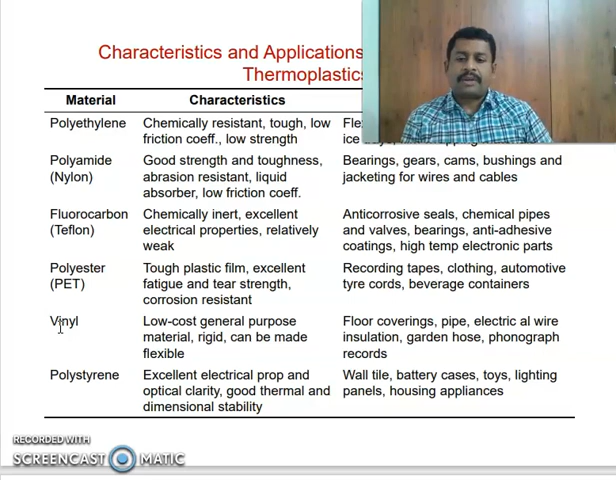 Characteristics and Applications
Thermoplastics
Material Characteristics
Polyethylene Chemically resistant, tough, low
friction coeff., low strength
Polyamide Good strength and toughness, Bearings, gears, cams, bushings and
(Nylon) abrasion resistant, liquid jacketing for wires and cables
absorber, low friction coeff.
Fluorocarbon Chemically inert, excellent Anticorrosive seals, chemical pipes
(Teflon) electrical properties, relatively and valves, bearings, anti-adhesive
weak coatings, high temp electronic parts
Polyester Tough plastic film, excellent Recording tapes, clothing, automotive
(PET) fatigue and tear strength, tyre cords, beverage containers
corrosion resistant
Vinyl Low-cost general purpose Floor coverings, pipe, electric al wire
material, rigid, can be made insulation, garden hose, phonograph
flexible records
Polystyrene Excellent electrical prop and Wall tile, battery cases, toys, lighting
optical clarity, good thermal and panels, housing appliances
dimensional stability
RECORDED WITH
SCREENCAST MATIC